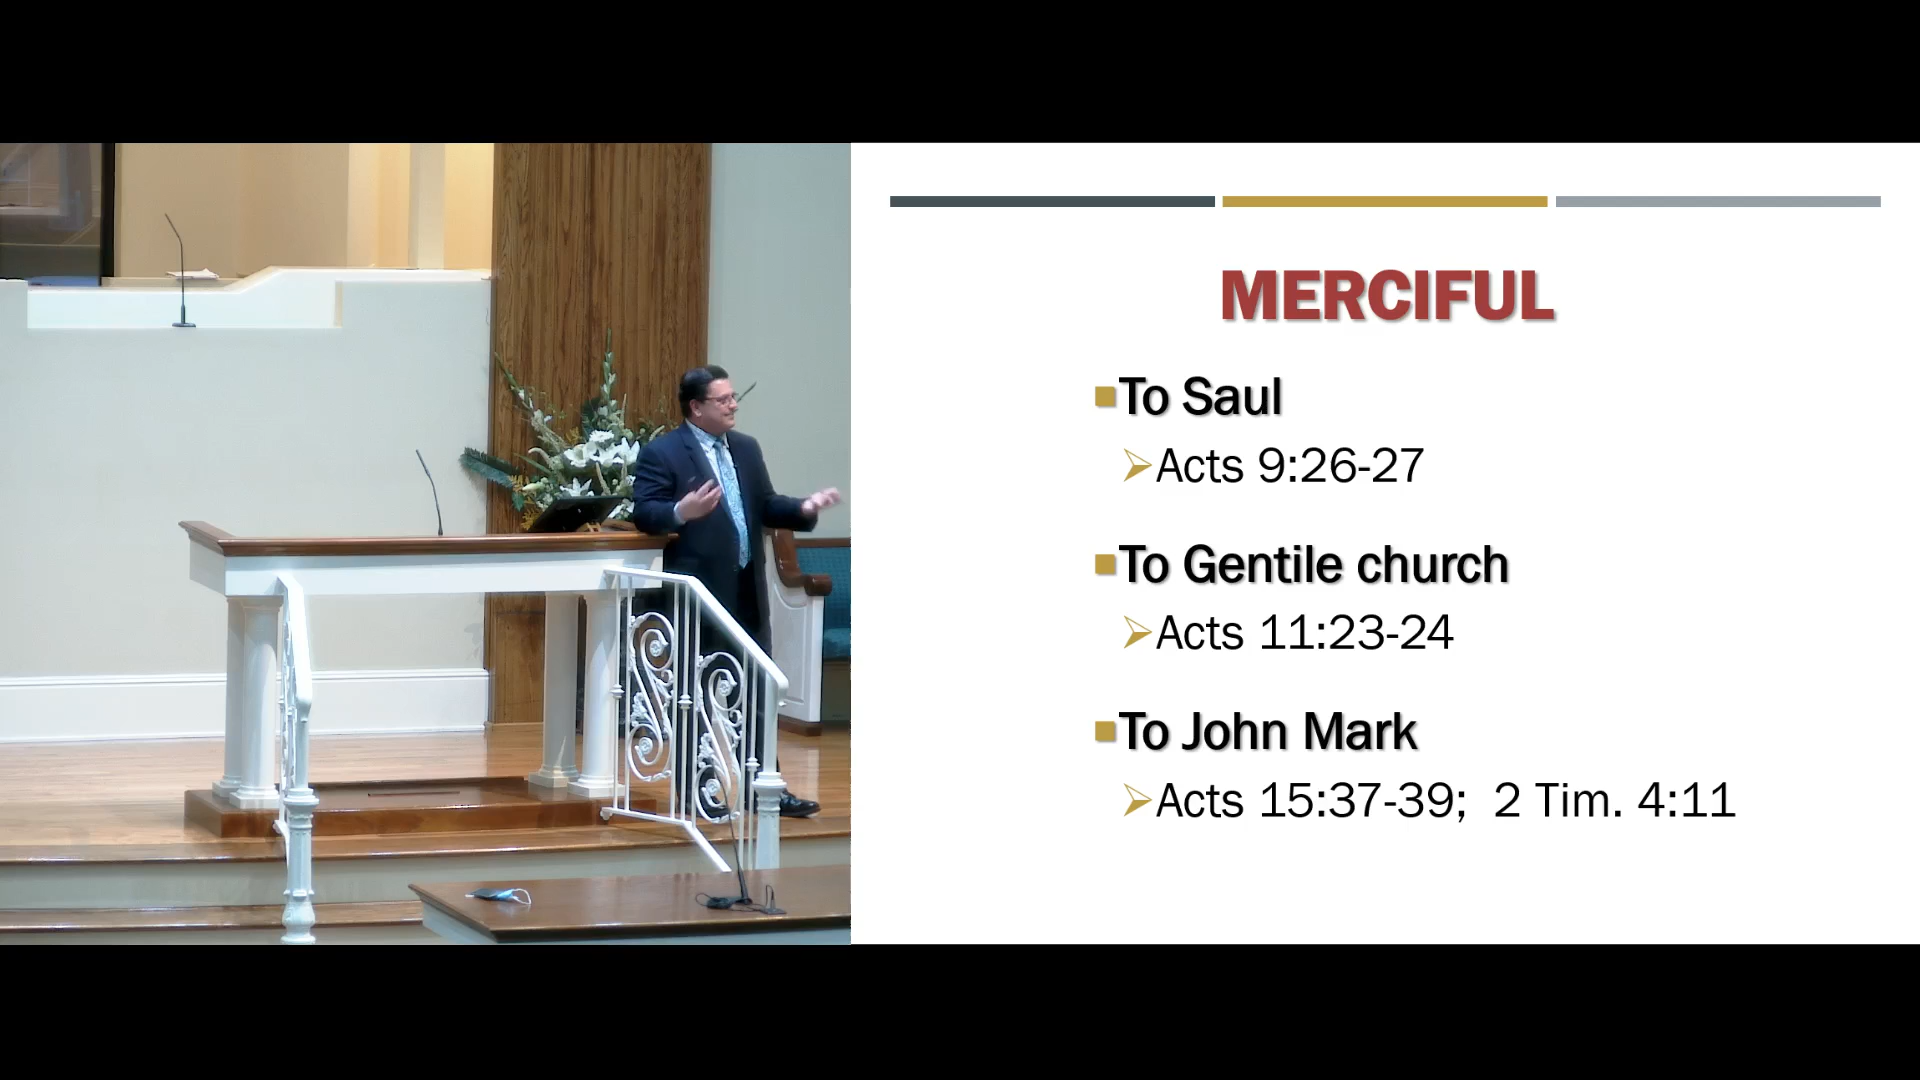 MERCIFUL
To Saul
Acts 9:26-27
To Gentile church
Acts 11:23-24
To John Mark
Acts 15:37-39; 2 Tim. 4:11